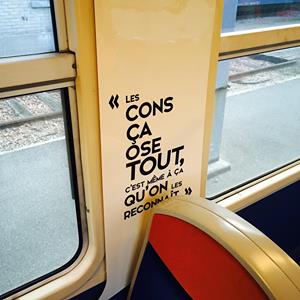 « LES
CONS
ÇA
OSE
TOUT,
C'EST MÊME À ÇA
QU'ON LES
RECONNAÎT »